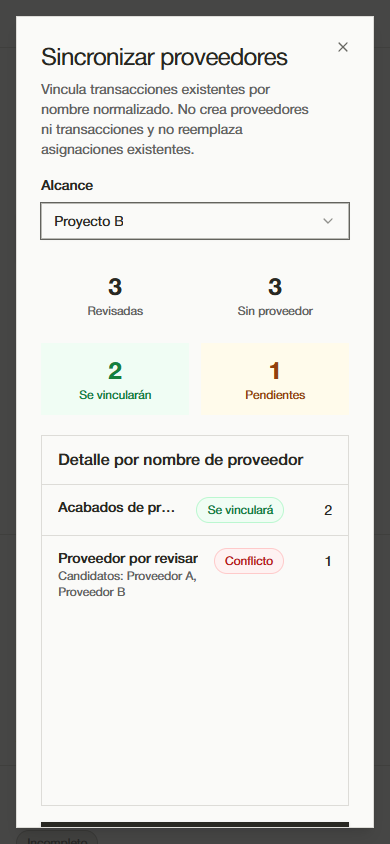 Sincronizar proveedores
Vincula transacciones existentes por
nombre normalizado. No crea proveedores
ni transacciones y no reemplaza
asignaciones existentes.
Alcance
Proyecto B
3
Revisadas
3
Sin proveedor
2
Se vincularán
1
Pendientes
Detalle por nombre de proveedor
Acabados de pr... Se vinculará 2
Proveedor por revisar Conflicto 1
Candidatos: Proveedor A,
Proveedor B
Incompleto